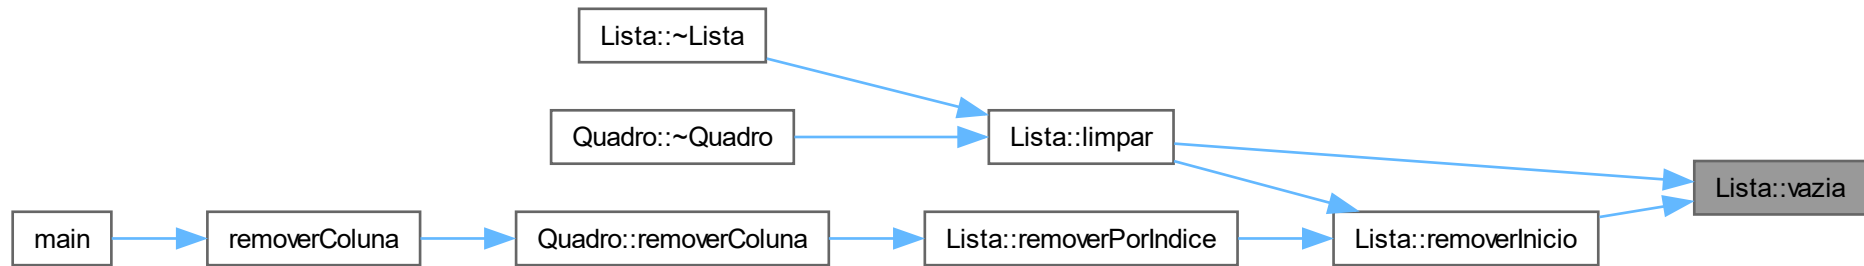 Lista::~Lista
Quadro::~Quadro
Lista::limpar
Lista::vazia
main
removerColuna
Quadro::removerColuna
Lista::removerPorIndice
Lista::removerInicio